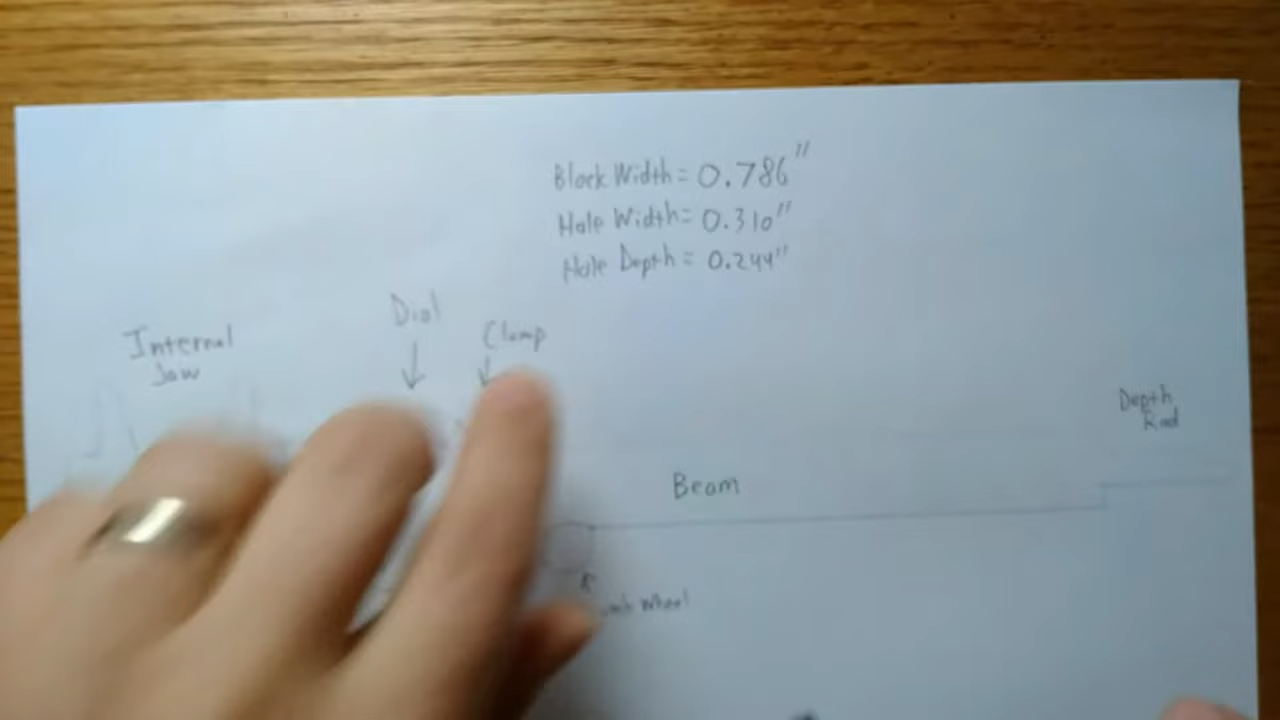 Block Width = 0.786"
Hole Width = 0.310"
Hole Depth = 0.244"
Dial
Clamp
Internal
Jaw
Depth
Rod
Beam
Wheel